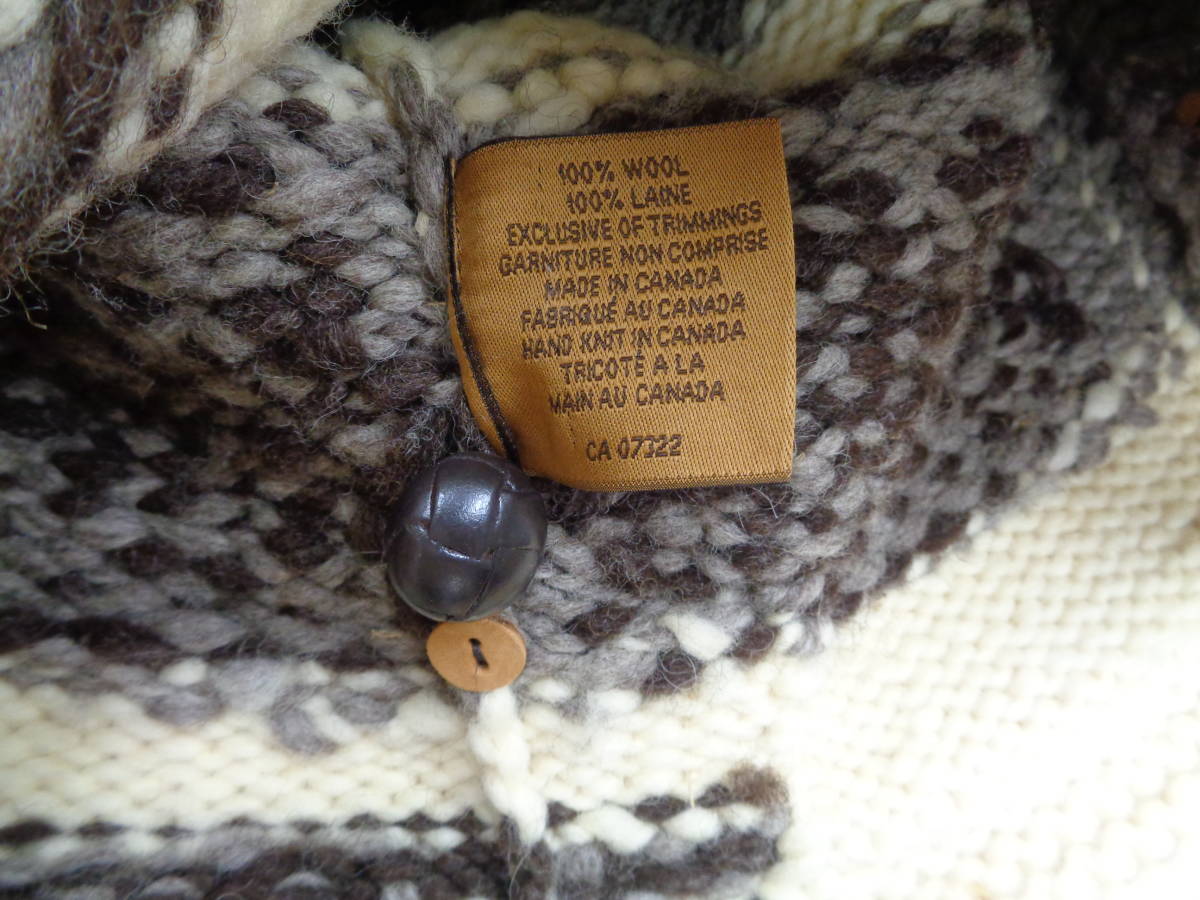 100% WOOL
100% LAINE
EXCLUSIVE OF TRIMMINGS
GARNITURE NON COMPRISE
MADE IN CANADA
FABRIQUÉ AU CANADA
HAND KNIT IN CANADA
TRICOTÉ A LA
MAIN AU CANADA
CA 07322